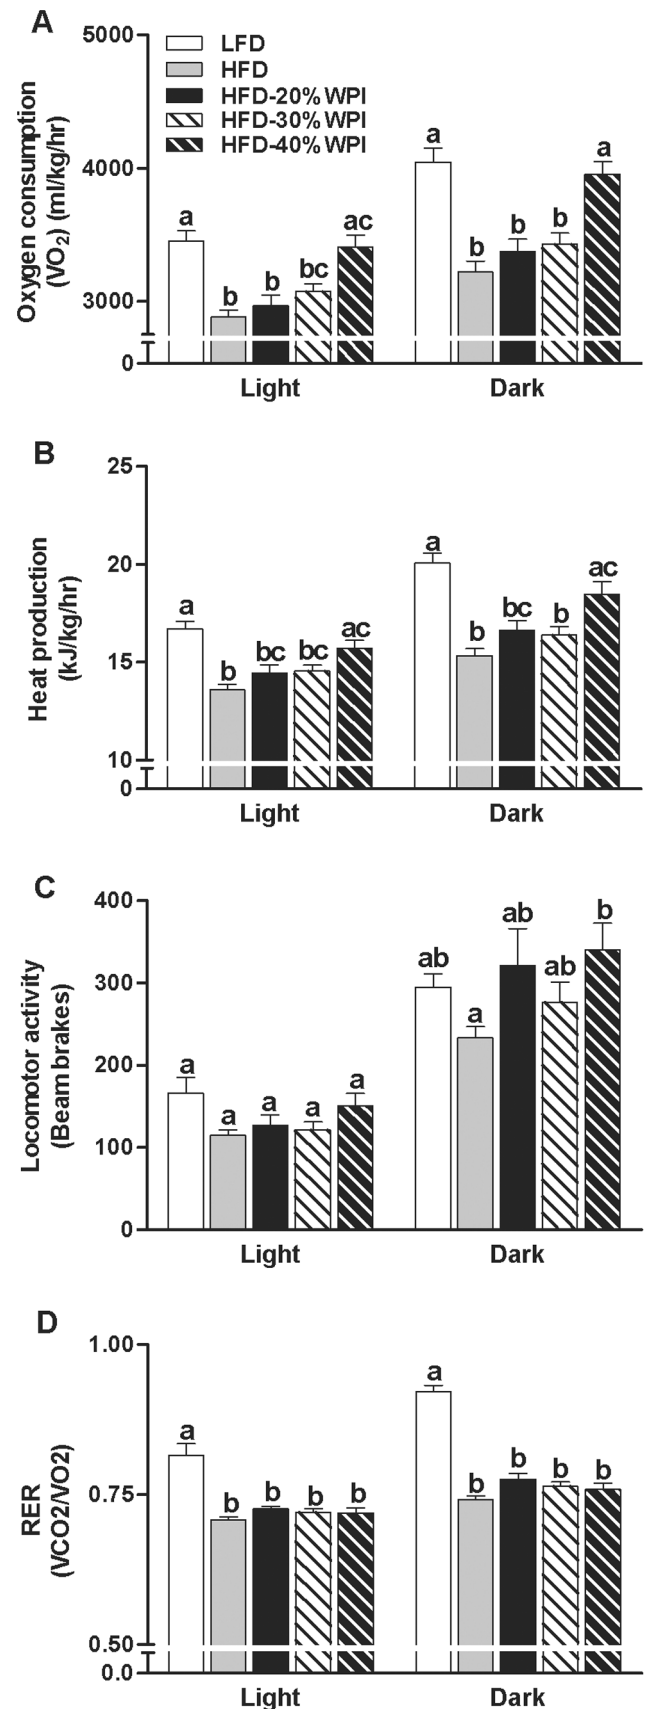 A
Oxygen consumption
(VO₂) (ml/kg/hr)
5000
4000
3000
0
LFD
HFD
HFD-20% WPI
HFD-30% WPI
HFD-40% WPI
a b b bc ac
a b b b a
Light Dark
B
Heat production
(kJ/kg/hr)
25
20
15
10
0
a b bc bc ac
a b bc b ac
Light Dark
C
Locomotor activity
(Beam brakes)
400
300
200
100
0
a a a a a
ab a ab ab b
Light Dark
D
RER
(VCO2/VO2)
1.00
0.75
0.50
0.0
a b b b b
a b b b b
Light Dark